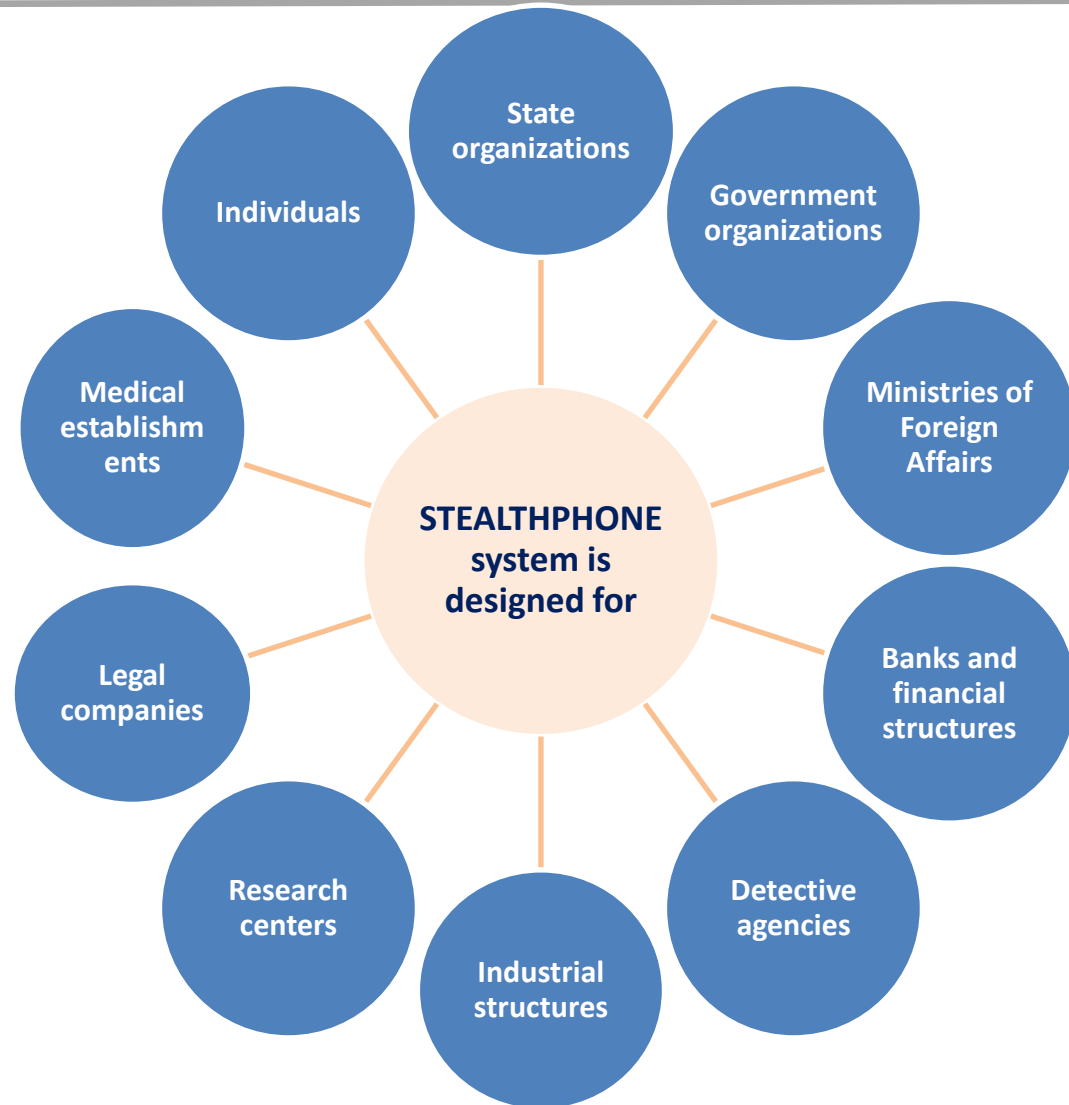 State
organizations
Government
organizations
Individuals
Ministries of
Foreign
Affairs
Medical
establishm
ents
STEALTHPHONE
system is
designed for
Banks and
financial
structures
Legal
companies
Detective
agencies
Research
centers
Industrial
structures